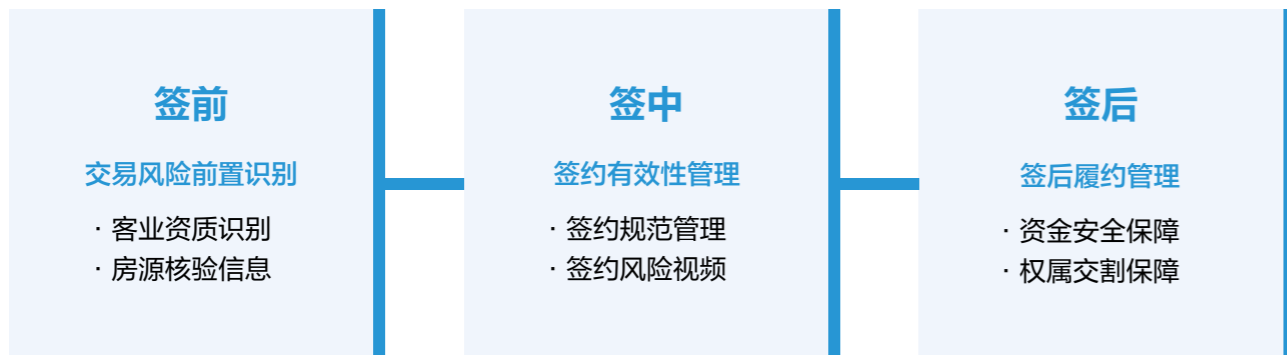 签前
交易风险前置识别
· 客业资质识别
· 房源核验信息
签中
签约有效性管理
· 签约规范管理
· 签约风险视频
签后
签后履约管理
· 资金安全保障
· 权属交割保障